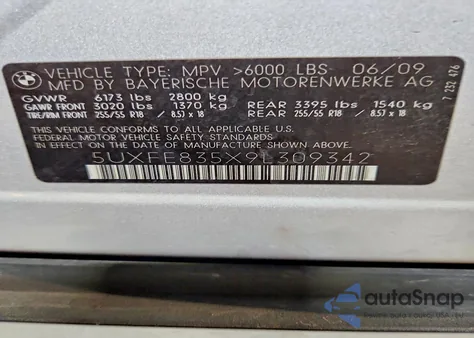 VEHICLE TYPE: MPV >6000 LBS- 06/09
MFD BY BAYERISCHE MOTORENWERKE AG
GVWR 6173 lbs 2800 kg
GAWR FRONT 3020 lbs 1370 kg REAR 3395 lbs 1540 kg
TIRE/RIM FRONT 255/55 R18 / 8.5J x 18 REAR 255/55 R18 / 8.5J x 18
5UXFE835X9L309342
THIS VEHICLE CONFORMS TO ALL APPLICABLE
FEDERAL MOTOR VEHICLE SAFETY STANDARDS
IN EFFECT ON THE DATE OF MANUFACTURE
SHOWN ABOVE.
7 232 476
autoSnap